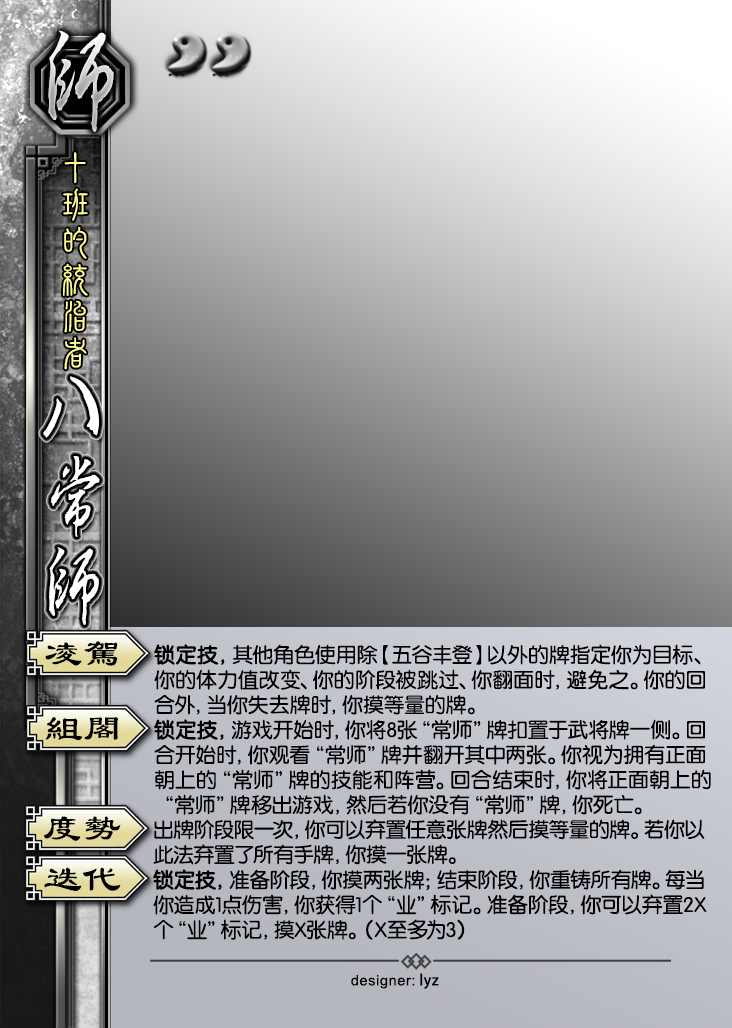 師
十班的統治者
八常師
凌駕
锁定技，其他角色使用除【五谷丰登】以外的牌指定你为目标、
你的体力值改变、你的阶段被跳过、你翻面时，避免之。你的回
合外，当你失去牌时，你摸等量的牌。
組閣
锁定技，游戏开始时，你将8张“常师”牌扣置于武将牌一侧。回
合开始时，你观看“常师”牌并翻开其中两张。你视为拥有正面
朝上的“常师”牌的技能和阵营。回合结束时，你将正面朝上的
“常师”牌移出游戏，然后若你没有“常师”牌，你死亡。
度勢
出牌阶段限一次，你可以弃置任意张牌然后摸等量的牌。若你以
此法弃置了所有手牌，你摸一张牌。
迭代
锁定技，准备阶段，你摸两张牌；结束阶段，你重铸所有牌。每当
你造成1点伤害，你获得1个“业”标记。准备阶段，你可以弃置2X
个“业”标记，摸X张牌。（X至多为3）
designer: lyz